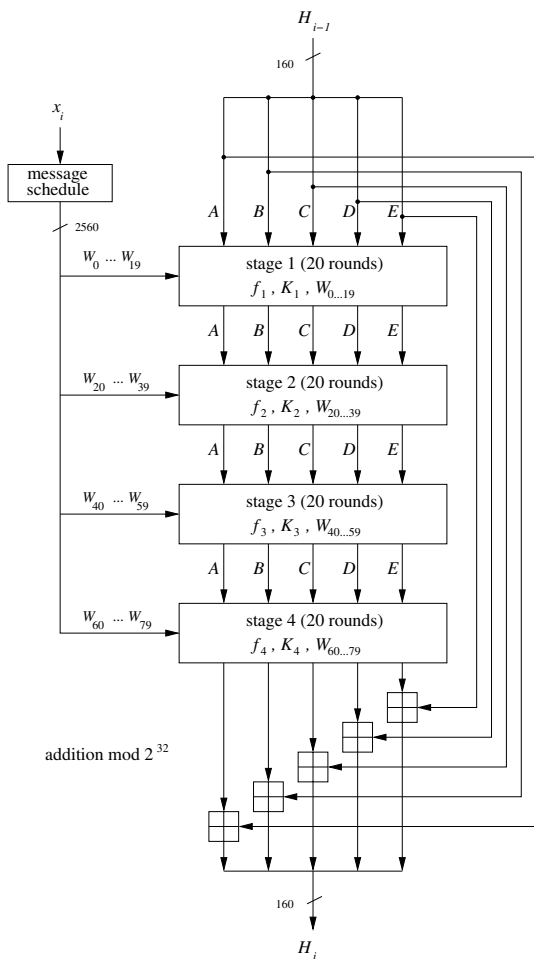 H_{i-1}
160
x_i
message
schedule
2560
A B C D E
W_0 ... W_19
stage 1 (20 rounds)
f_1 , K_1 , W_{0...19}
A B C D E
W_20 ... W_39
stage 2 (20 rounds)
f_2 , K_2 , W_{20...39}
A B C D E
W_40 ... W_59
stage 3 (20 rounds)
f_3 , K_3 , W_{40...59}
A B C D E
W_60 ... W_79
stage 4 (20 rounds)
f_4 , K_4 , W_{60...79}
addition mod 2^32
160
H_i